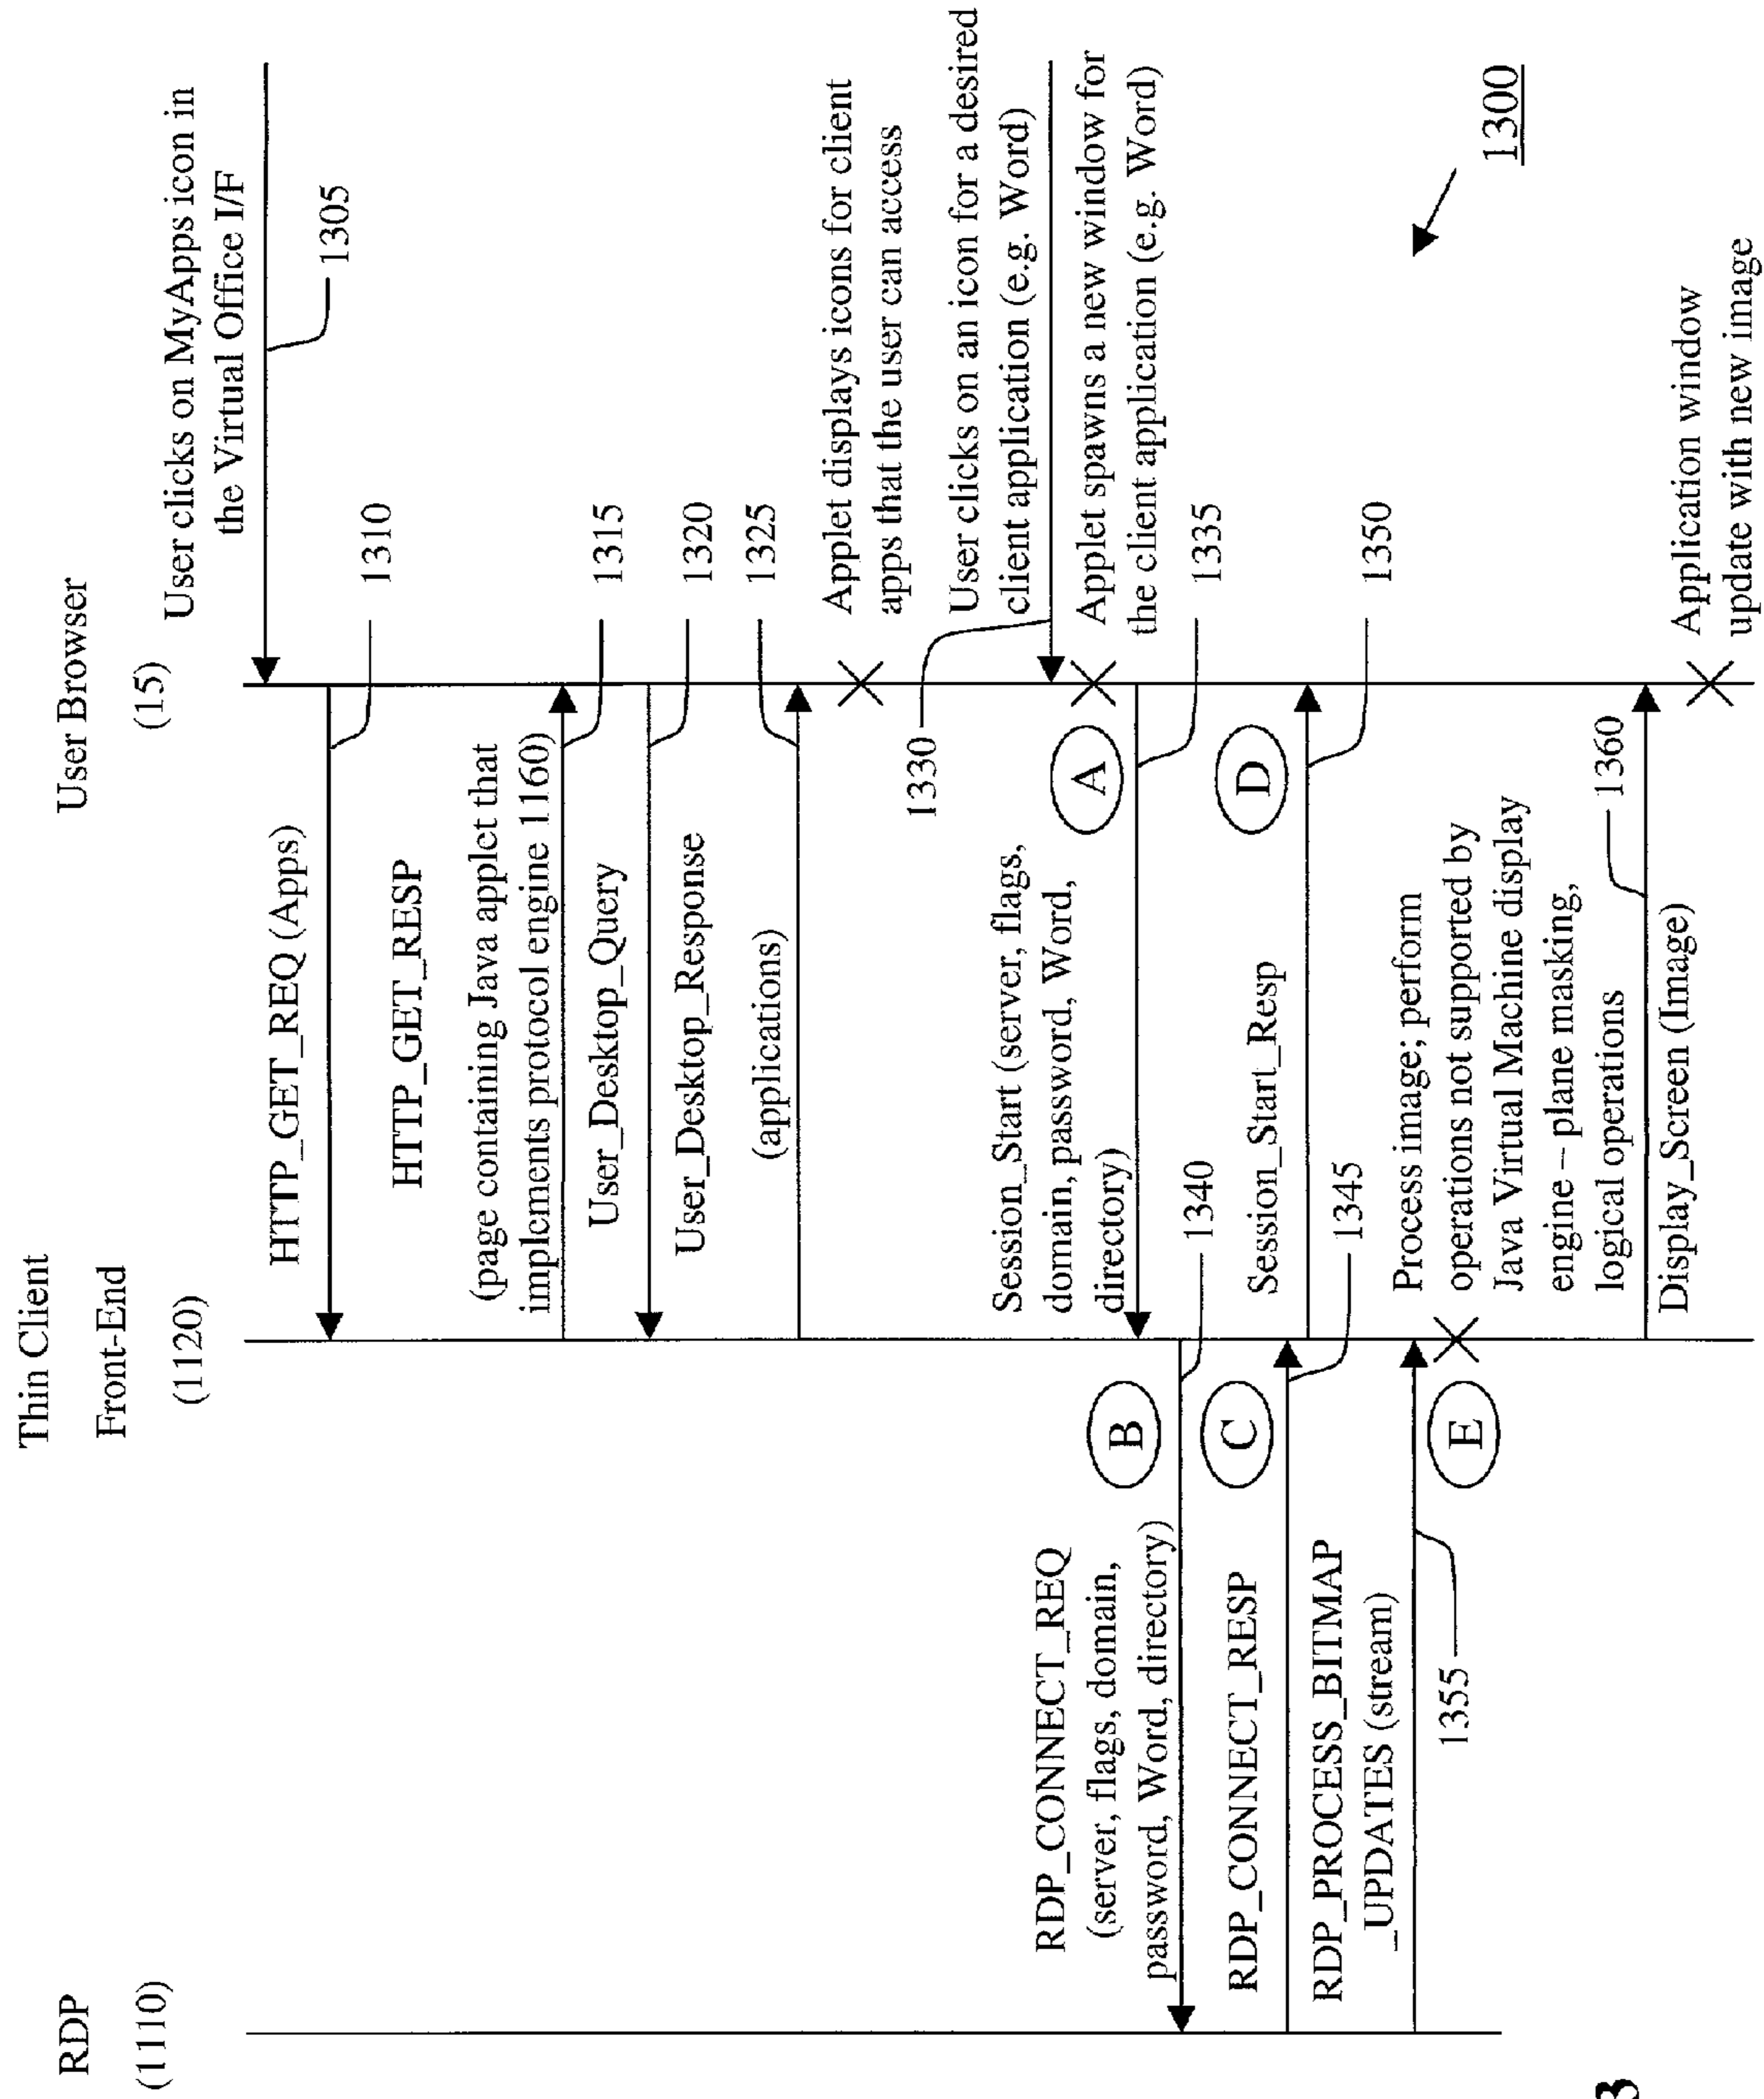 RDP
(1110)
Thin Client
Front-End
(1120)
User Browser
(15)
User clicks on MyApps icon in
the Virtual Office I/F
1305
HTTP_GET_REQ (Apps)
1310
HTTP_GET_RESP
(page containing Java applet that
implements protocol engine 1160)
1315
User_Desktop_Query
1320
User_Desktop_Response
(applications)
1325
Applet displays icons for client
apps that the user can access
User clicks on an icon for a desired
client application (e.g. Word)
1330
Applet spawns a new window for
the client application (e.g. Word)
A
Session_Start (server, flags,
domain, password, Word,
directory)
1335
RDP_CONNECT_REQ
(server, flags, domain,
password, Word, directory)
B
1340
RDP_CONNECT_RESP
C
1345
Session_Start_Resp
D
1350
RDP_PROCESS_BITMAP
_UPDATES (stream)
1355
E
Process image; perform
operations not supported by
Java Virtual Machine display
engine – plane masking,
logical operations
1360
Display_Screen (Image)
Application window
update with new image
1300